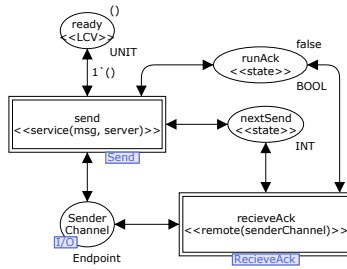 ()
ready
<<LCV>>
UNIT
1`()
false
runAck
<<state>>
BOOL
send
<<service(msg, server)>>
Send
nextSend
<<state>>
INT
Sender
Channel
I/O
Endpoint
recieveAck
<<remote(senderChannel)>>
RecieveAck